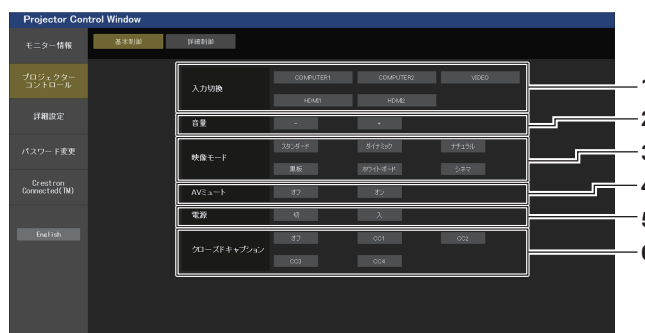 Projector Control Window
モニター情報
プロジェクター
コントロール
詳細設定
パスワード変更
Crestron
Connected(TM)
English
基本制御 詳細制御
入力切換 COMPUTER1 COMPUTER2 VIDEO
HDMI1 HDMI2
音量 - +
映像モード スタンダード ダイナミック ナチュラル
黒板 ホワイトボード シネマ
AVミュート オフ オン
電源 切 入
クローズドキャプション オフ CC1 CC2
CC3 CC4
1
2
3
4
5
6